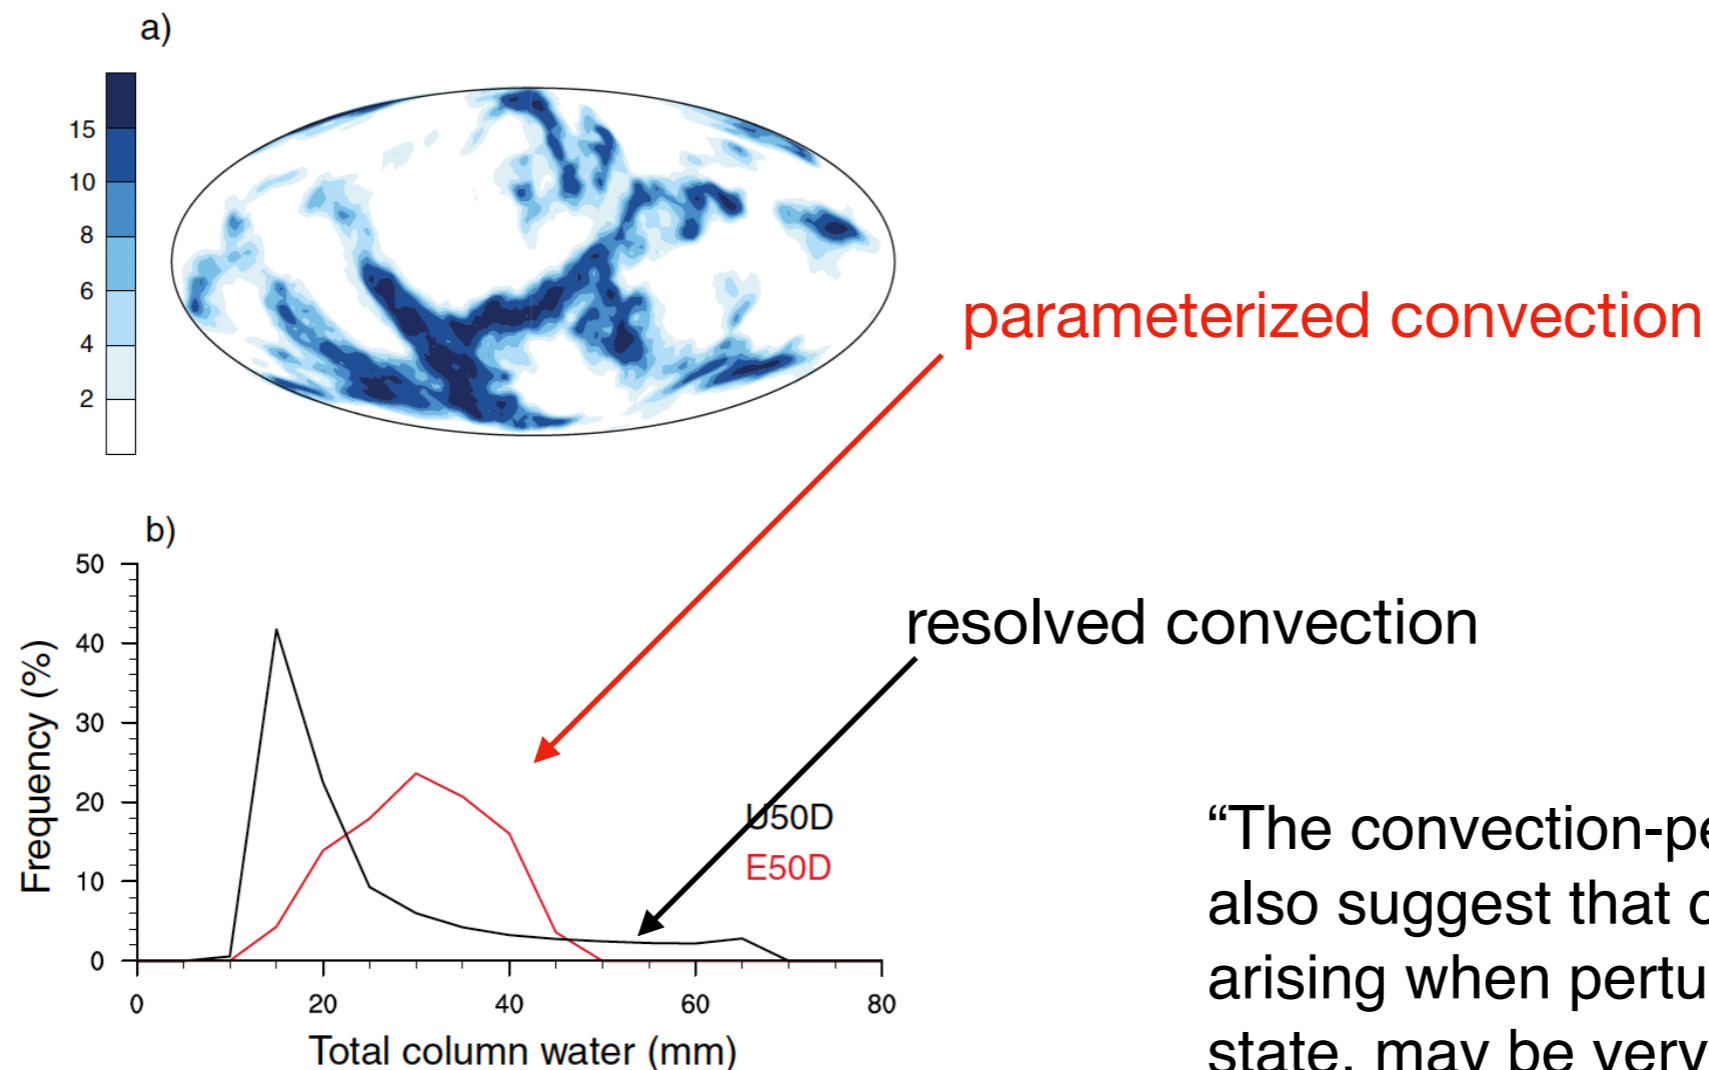 a)
15
10
8
6
4
2
parameterized convection
b)
50
40
30
20
10
0
Frequency (%)
resolved convection
U50D
E50D
0 20 40 60 80
Total column water (mm)
“The convection-pe
also suggest that c
arising when pertu
state, may be very